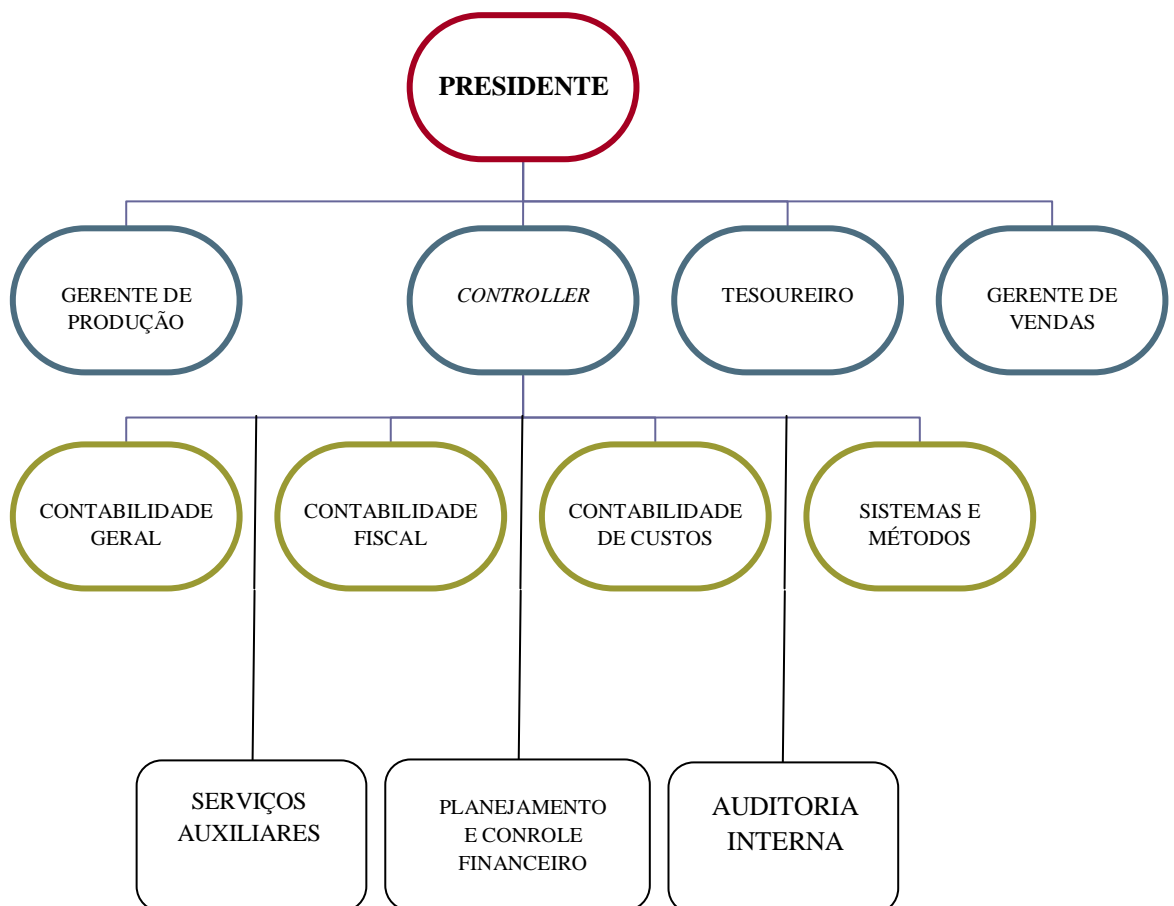 PRESIDENTE
GERENTE DE
PRODUÇÃO
CONTROLLER
TESOUREIRO
GERENTE DE
VENDAS
CONTABILIDADE
GERAL
CONTABILIDADE
FISCAL
CONTABILIDADE
DE CUSTOS
SISTEMAS E
MÉTODOS
SERVIÇOS
AUXILIARES
PLANEJAMENTO
E CONROLE
FINANCEIRO
AUDITORIA
INTERNA